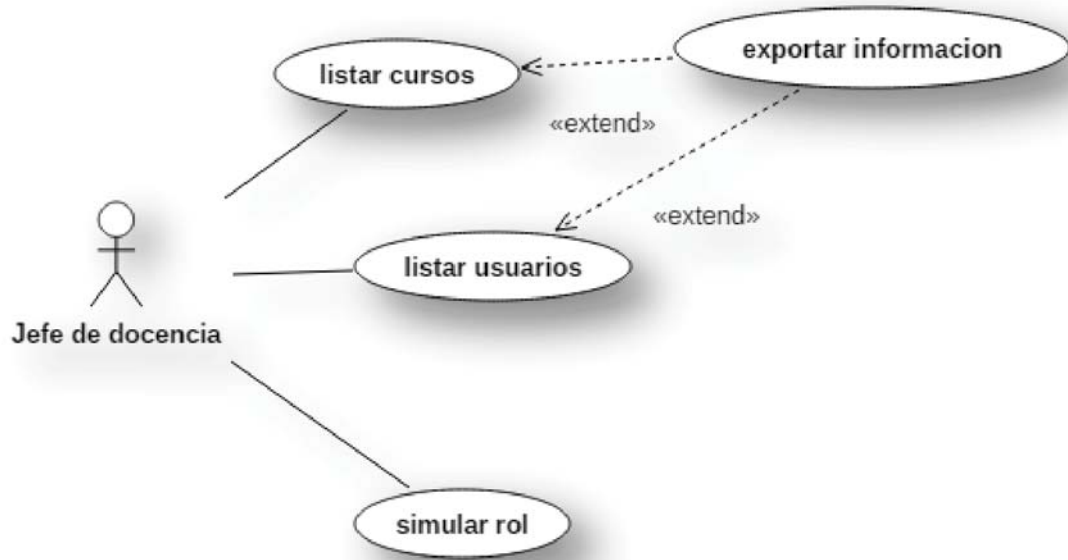 exportar informacion
listar cursos
«extend»
«extend»
listar usuarios
Jefe de docencia
simular rol